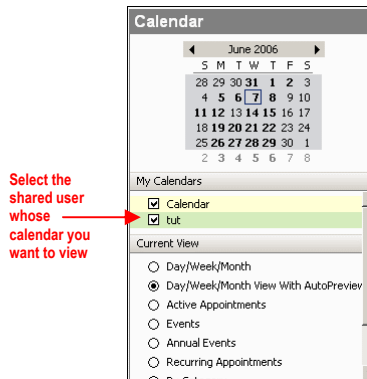 Calendar
June 2006
S M T W T F S
28 29 30 31 1 2 3
4 5 6 7 8 9 10
11 12 13 14 15 16 17
18 19 20 21 22 23 24
25 26 27 28 29 30 1
2 3 4 5 6 7 8
My Calendars
Calendar
tut
Select the
shared user
whose
calendar you
want to view
Current View
Day/Week/Month
Day/Week/Month View With AutoPreview
Active Appointments
Events
Annual Events
Recurring Appointments